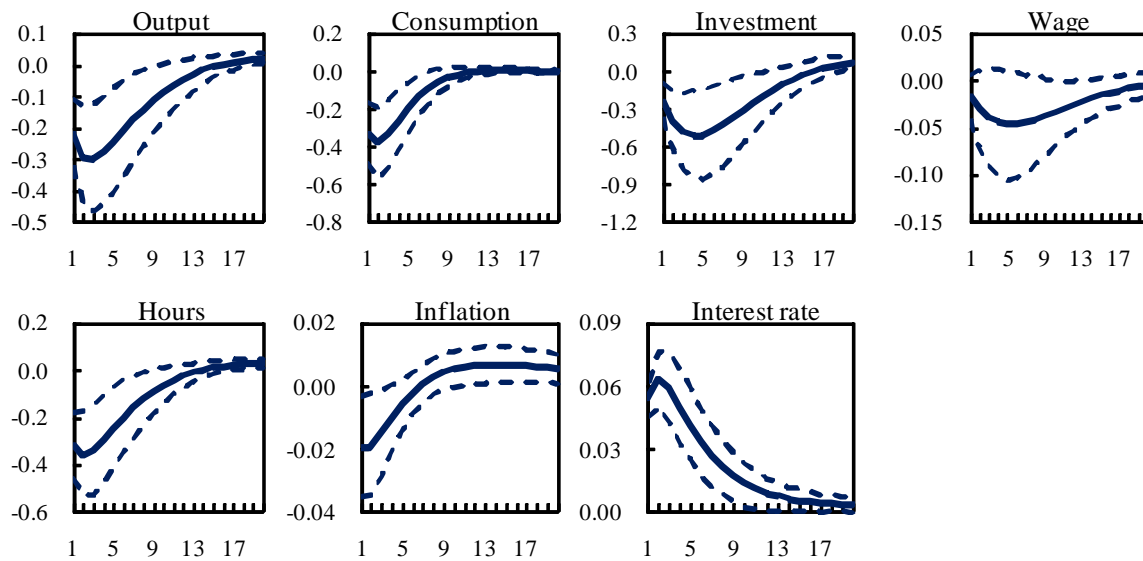 Output Consumption Investment Wage
0.1 0.2 0.3 0.05
0.0 0.0 0.0 0.00
-0.1 -0.2 -0.3 -0.05
-0.2 -0.4 -0.6 -0.10
-0.3 -0.6 -0.9 -0.15
-0.4 -0.8 -1.2
-0.5
1 5 9 13 17 1 5 9 13 17 1 5 9 13 17 1 5 9 13 17
Hours Inflation Interest rate
0.2 0.02 0.09
0.0 0.00 0.06
-0.2 -0.02 0.03
-0.4 -0.04 0.00
-0.6
1 5 9 13 17 1 5 9 13 17 1 5 9 13 17